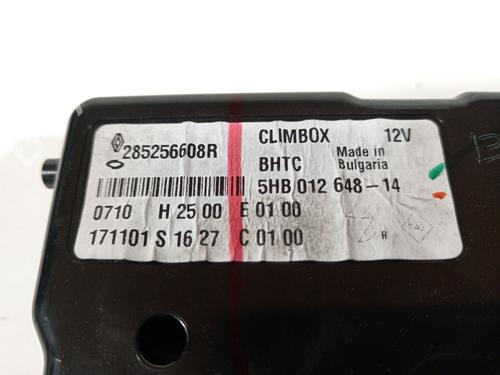 285256608R
CLIMBOX 12V
BHTC Made in Bulgaria
5HB 012 648-14
0710 H 25 00 E 01 00
171101 S 16 27 C 01 00
R